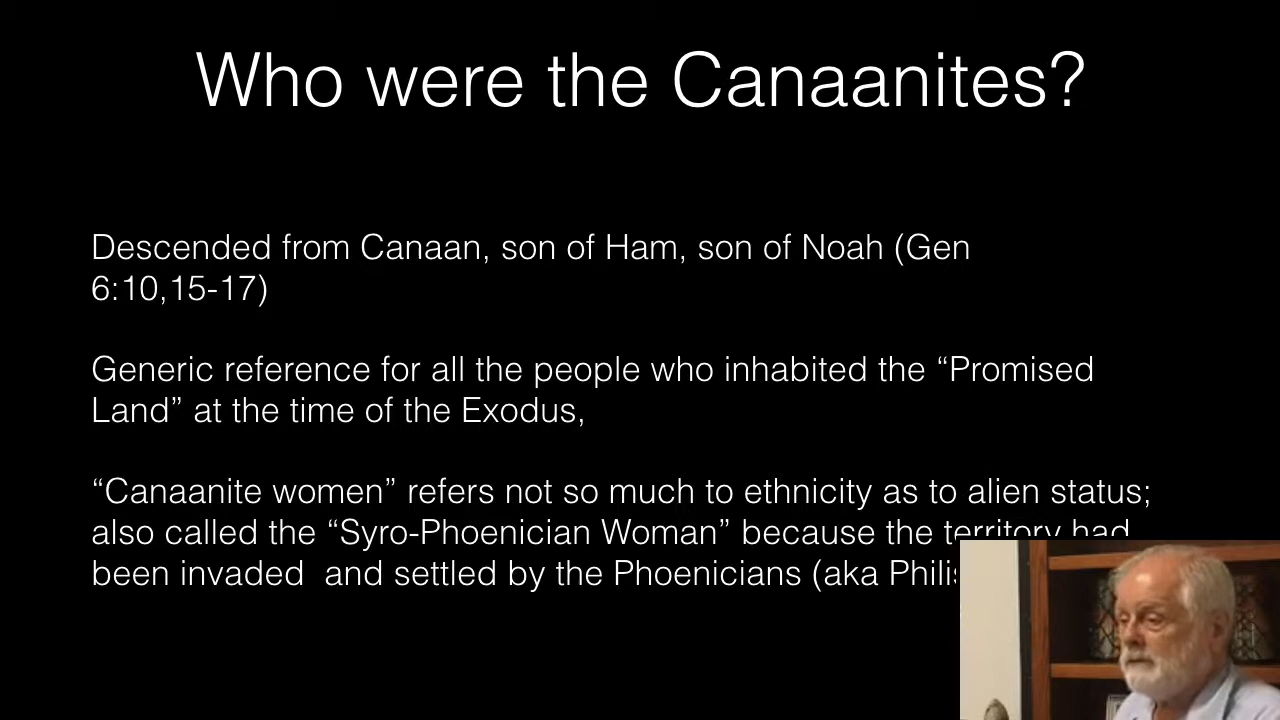 Who were the Canaanites?
Descended from Canaan, son of Ham, son of Noah (Gen
6:10,15-17)
Generic reference for all the people who inhabited the “Promised
Land” at the time of the Exodus,
“Canaanite women” refers not so much to ethnicity as to alien status;
also called the “Syro-Phoenician Woman” because the territory had
been invaded  and settled by the Phoenicians (aka